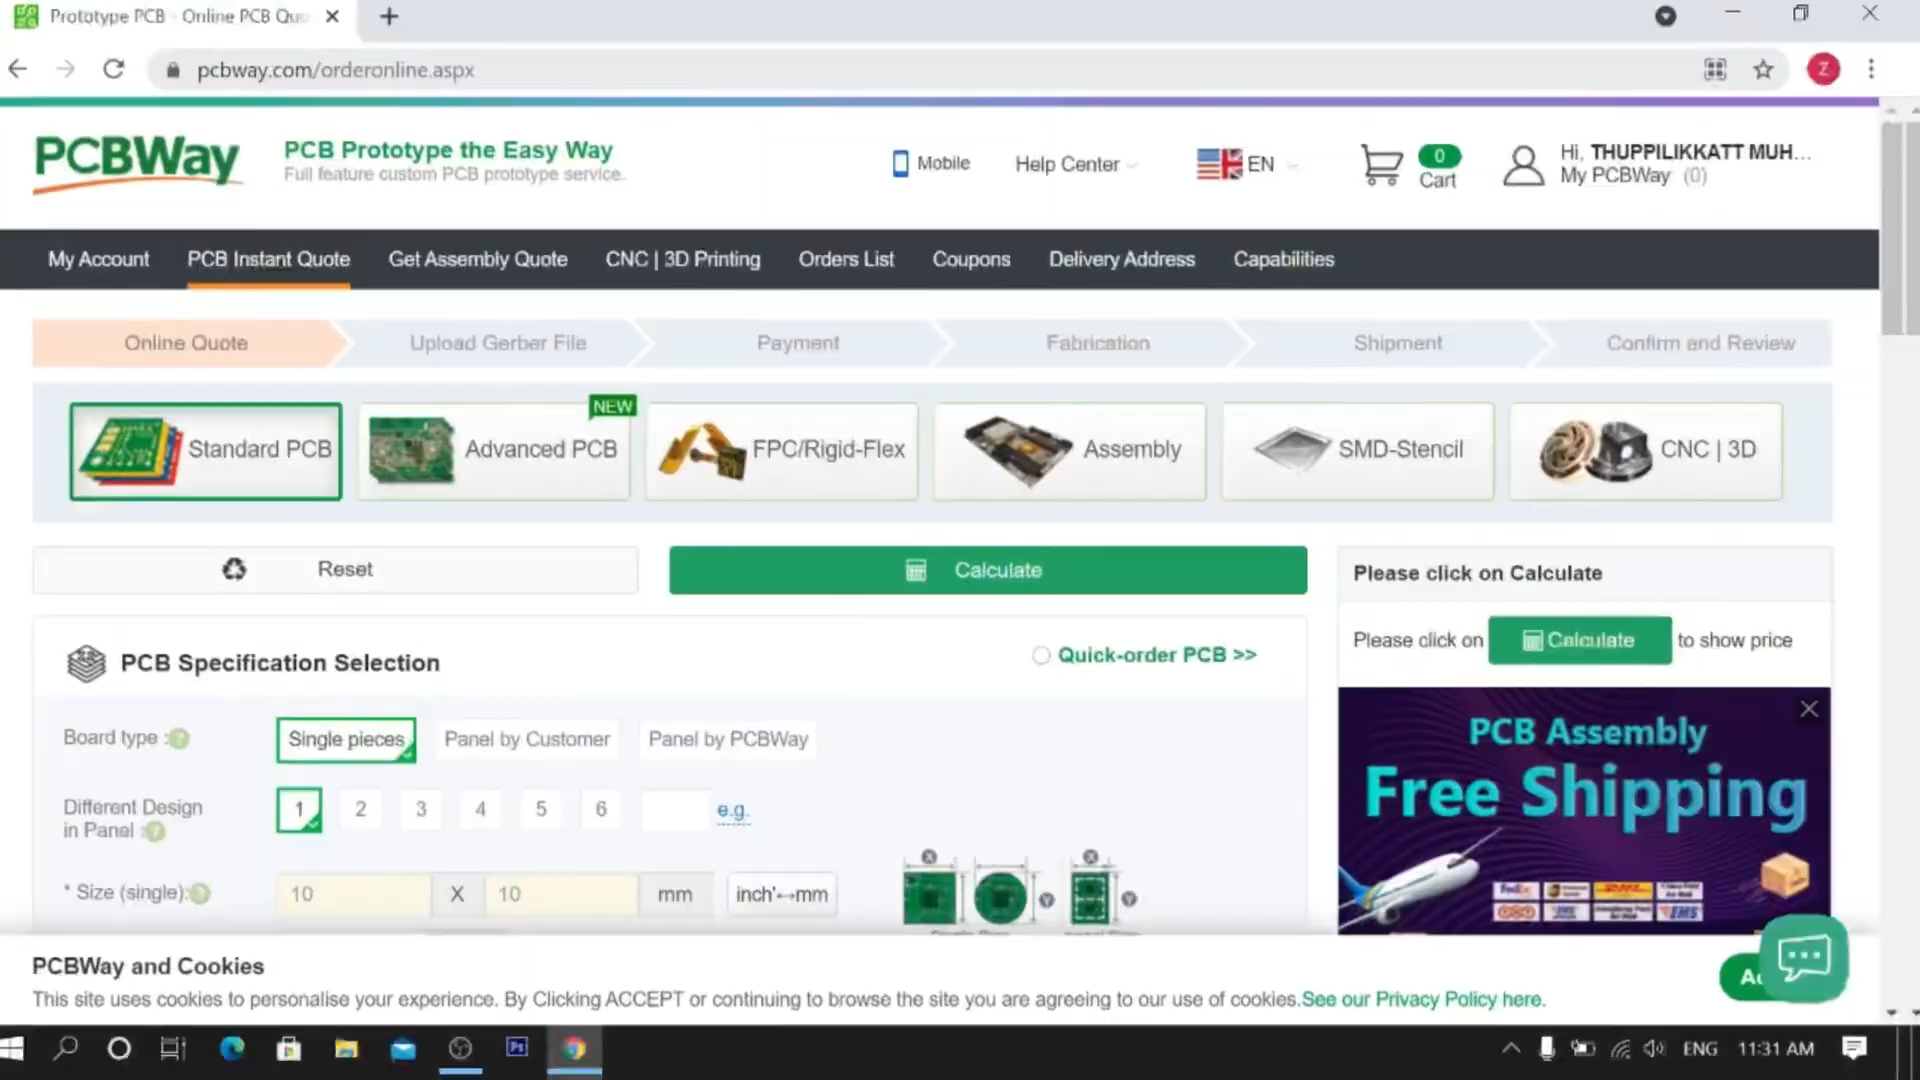 Prototype PCB - Online PCB Quo
pcbway.com/orderonline.aspx
Z
PCBWay
PCB Prototype the Easy Way
Full feature custom PCB prototype service.
Mobile
Help Center
EN
0
Cart
Hi, THUPPILIKKATT MUH...
My PCBWay (0)
My Account
PCB Instant Quote
Get Assembly Quote
CNC | 3D Printing
Orders List
Coupons
Delivery Address
Capabilities
Online Quote
Upload Gerber File
Payment
Fabrication
Shipment
Confirm and Review
NEW
Standard PCB
Advanced PCB
FPC/Rigid-Flex
Assembly
SMD-Stencil
CNC | 3D
Reset
Calculate
Please click on Calculate
Please click on Calculate to show price
PCB Specification Selection
Quick-order PCB >>
Board type :
Single pieces
Panel by Customer
Panel by PCBWay
Different Design
in Panel :
1 2 3 4 5 6
e.g.
* Size (single):
10 X 10 mm
inch'↔mm
PCB Assembly
Free Shipping
FedEx
DHL
EMS
PCBWay and Cookies
This site uses cookies to personalise your experience. By Clicking ACCEPT or continuing to browse the site you are agreeing to our use of cookies.See our Privacy Policy here.
Ps
ENG
11:31 AM